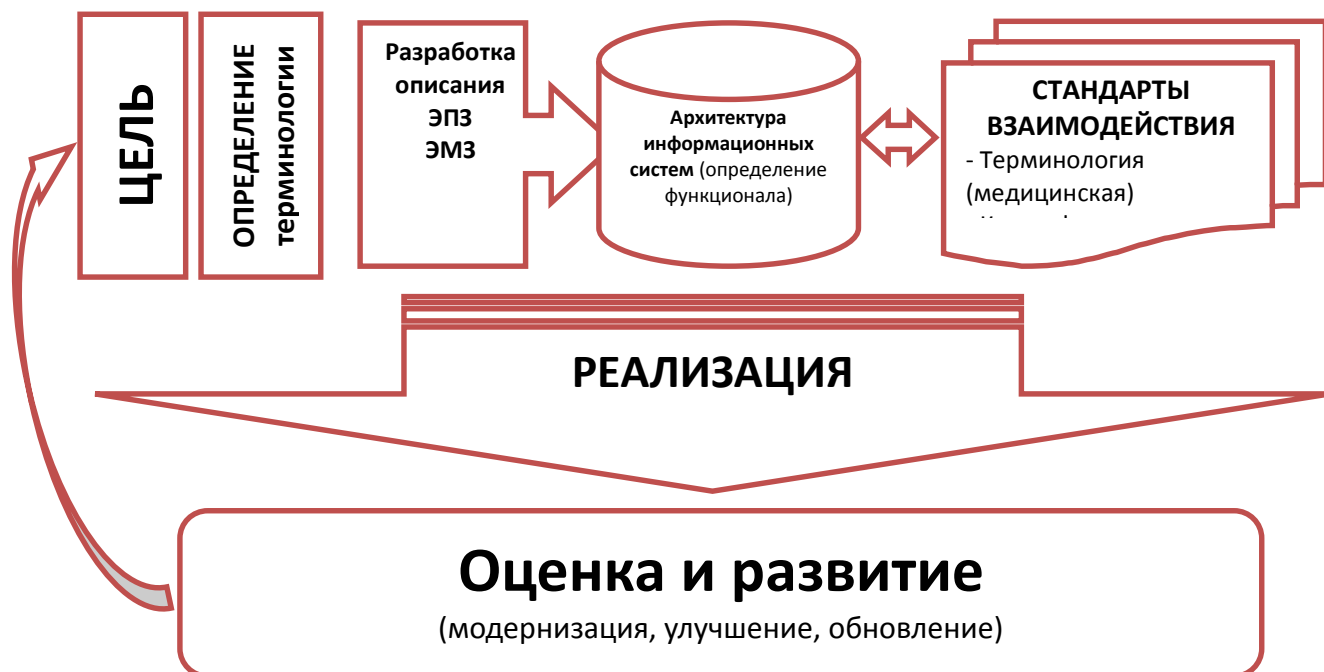 ЦЕЛЬ
ОПРЕДЕЛЕНИЕ
терминологии
Разработка
описания
ЭПЗ
ЭМЗ
Архитектура
информационных
систем (определение
функционала)
СТАНДАРТЫ
ВЗАИМОДЕЙСТВИЯ
- Терминология
(медицинская)
РЕАЛИЗАЦИЯ
Оценка и развитие
(модернизация, улучшение, обновление)